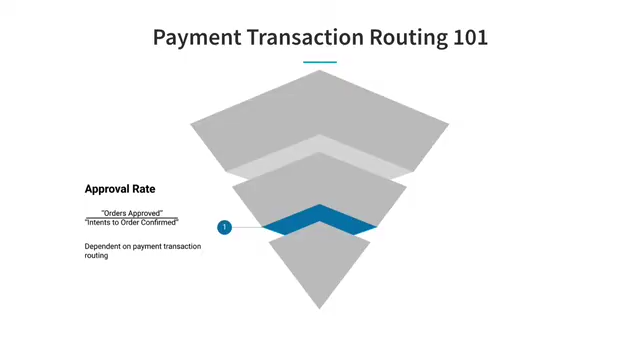 Payment Transaction Routing 101
Approval Rate
"Orders Approved"
"Intents to Order Confirmed"
1
Dependent on payment transaction
routing